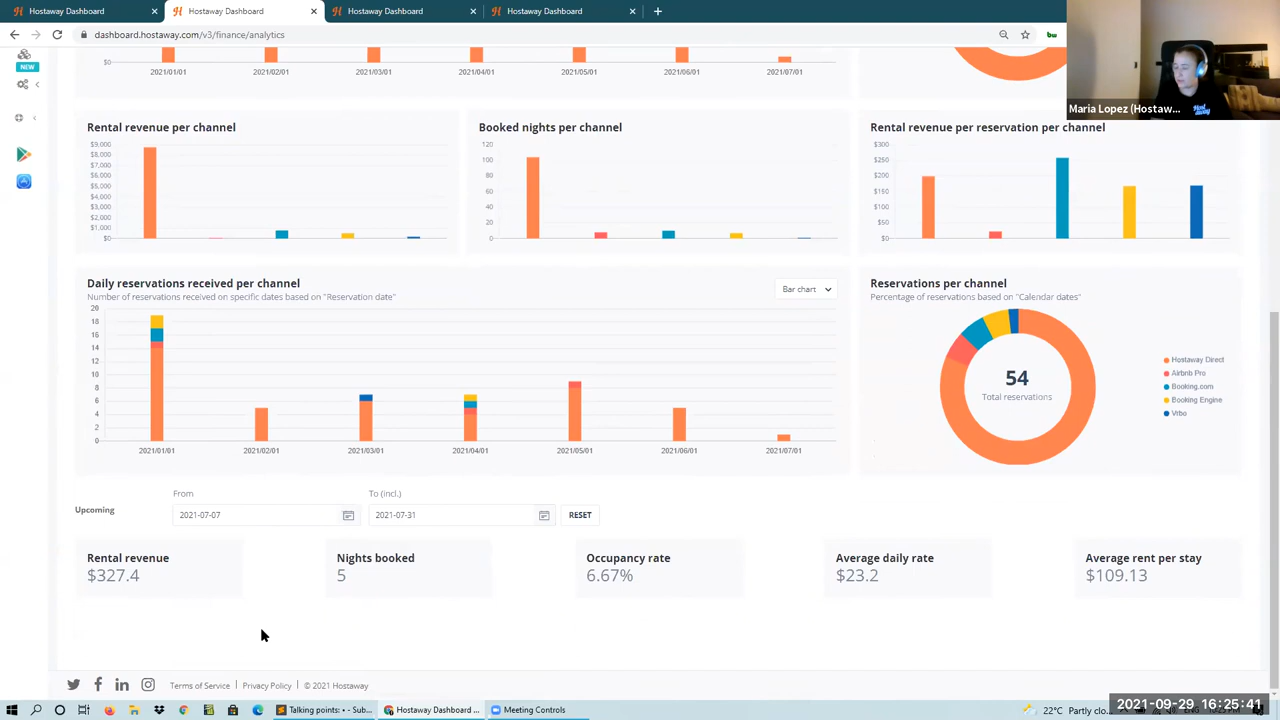 Hostaway Dashboard
Hostaway Dashboard
Hostaway Dashboard
Hostaway Dashboard
dashboard.hostaway.com/v3/finance/analytics
bw
Maria Lopez (Hostaw...
NEW
$0
2021/01/01 2021/02/01 2021/03/01 2021/04/01 2021/05/01 2021/06/01 2021/07/01
Rental revenue per channel
$9,000
$8,000
$7,000
$6,000
$5,000
$4,000
$3,000
$2,000
$1,000
$0
Booked nights per channel
120
100
80
60
40
20
0
Rental revenue per reservation per channel
$300
$250
$200
$150
$100
$50
$0
Daily reservations received per channel
Number of reservations received on specific dates based on "Reservation date"
Bar chart
20
18
16
14
12
10
8
6
4
2
0
2021/01/01 2021/02/01 2021/03/01 2021/04/01 2021/05/01 2021/06/01 2021/07/01
Reservations per channel
Percentage of reservations based on "Calendar dates"
54
Total reservations
Hostaway Direct
Airbnb Pro
Booking.com
Booking Engine
Vrbo
Upcoming
From
2021-07-07
To (incl.)
2021-07-31
RESET
Rental revenue
$327.4
Nights booked
5
Occupancy rate
6.67%
Average daily rate
$23.2
Average rent per stay
$109.13
Terms of Service
Privacy Policy
© 2021 Hostaway
Talking points: • - Sub...
Hostaway Dashboard ...
Meeting Controls
22°C Partly clo...
2021-09-29 16:25:41